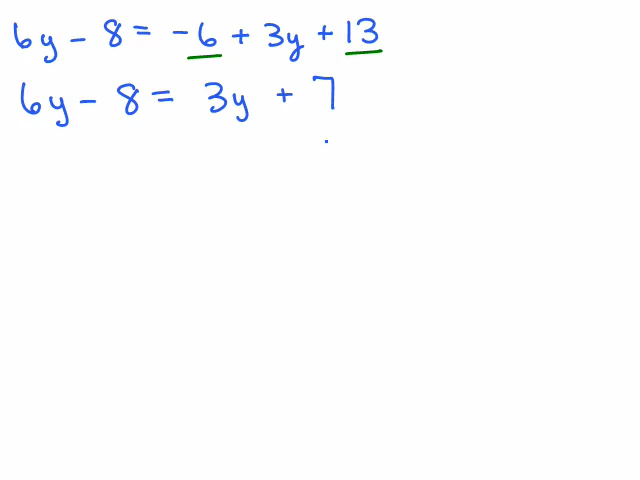 6y - 8 = -6 + 3y + 13
6y - 8 = 3y + 7